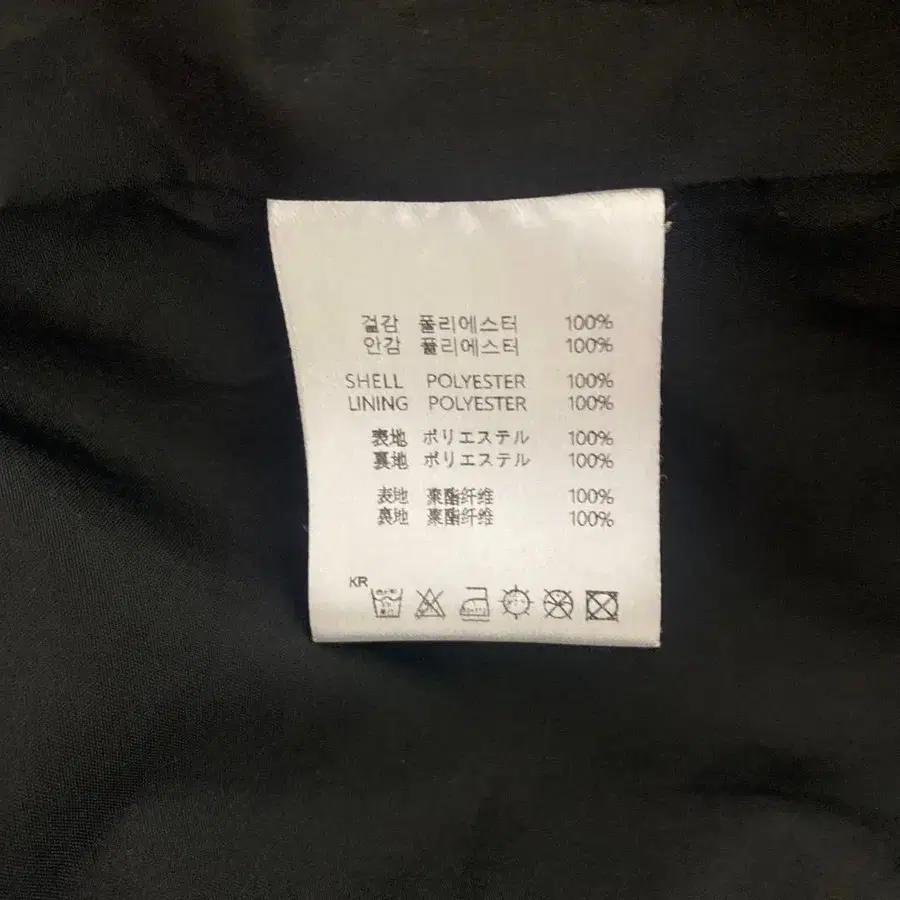 겉감 폴리에스터 100%
안감 폴리에스터 100%
SHELL POLYESTER 100%
LINING POLYESTER 100%
表地 ポリエステル 100%
裏地 ポリエステル 100%
表地 聚酯纤维 100%
裏地 聚酯纤维 100%
KR